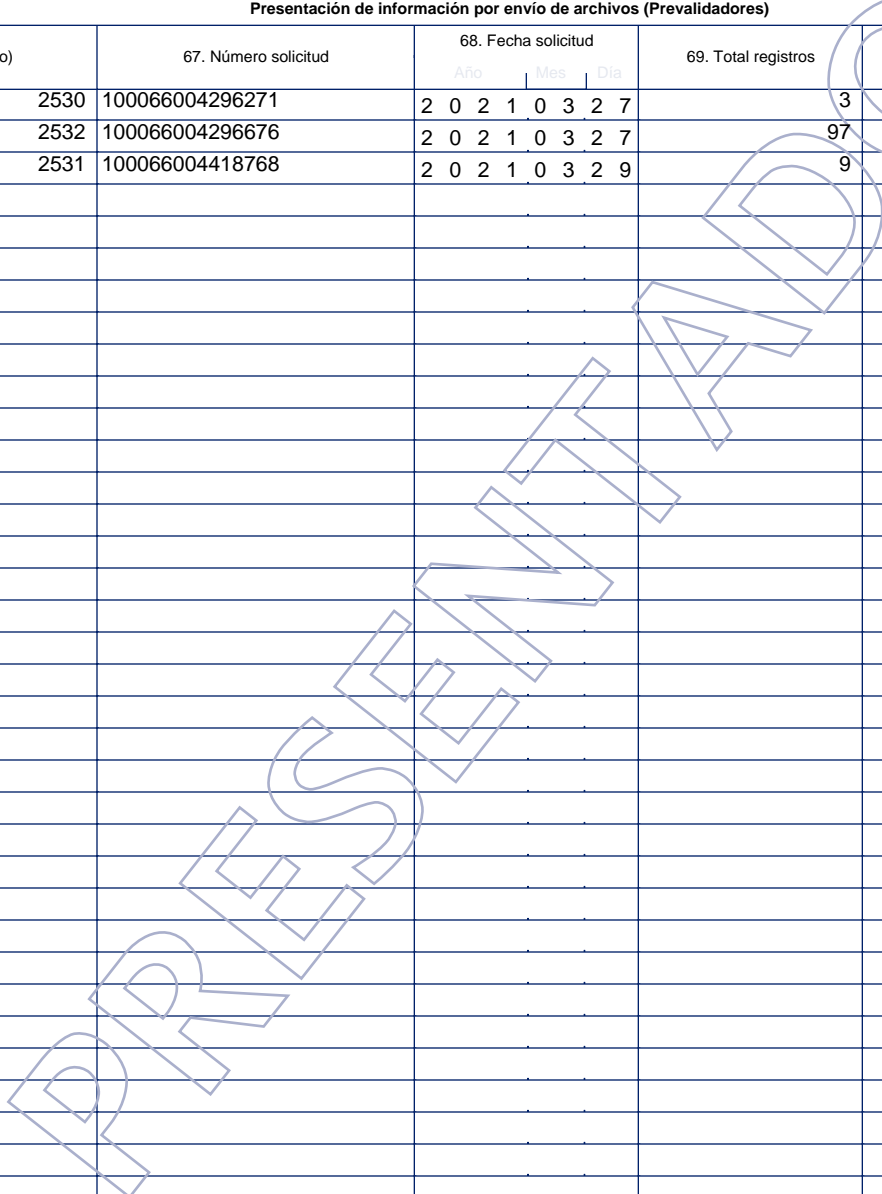 Presentación de información por envío de archivos (Prevalidadores)
o) 67. Número solicitud 68. Fecha solicitud 69. Total registros
Año Mes Día
2530 100066004296271 2 0 2 1 0 3 2 7 3
2532 100066004296676 2 0 2 1 0 3 2 7 97
2531 100066004418768 2 0 2 1 0 3 2 9 9
PRESENTADO